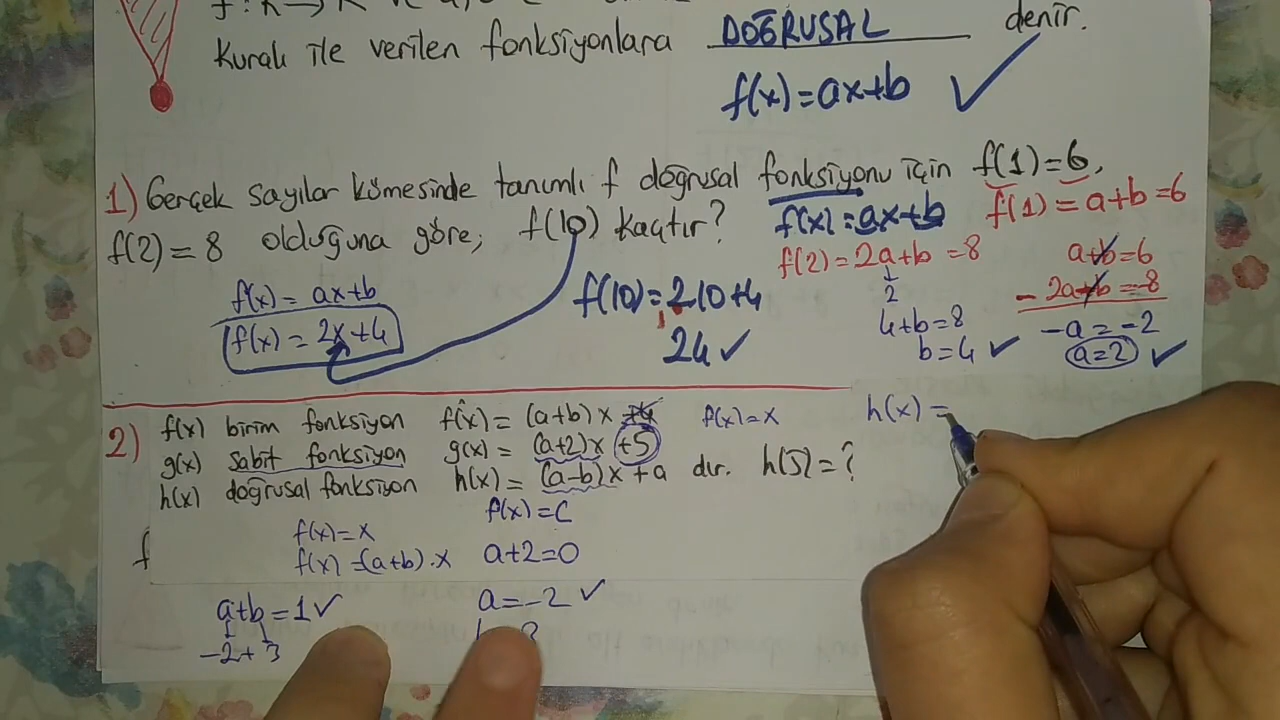 f:R→R ve a,b ∈
Kuralı ile verilen fonksiyonlara DOĞRUSAL denir.
f(x)=ax+b ✓
1) Gerçek sayılar kümesinde tanımlı f doğrusal fonksiyonu için f(1)=6,
f(2)=8 olduğuna göre, f(10) kaçtır?
f(x)=ax+b
f(1)=a+b=6
f(2)=2a+b=8
2
4+b=8
b=4 ✓
a+b=6
- 2a+b=-8
-a=-2
a=2 ✓
f(x)=ax+b
f(x)=2x+4
f(10)=2.10+4
24 ✓
2) f(x) birim fonksiyon f(x)=(a+b)x +4 f(x)=x
g(x) sabit fonksiyon g(x)=(a+2)x +5
h(x) doğrusal fonksiyon h(x)=(a-b)x+a dır. h(5)=?
h(x)=
f(x)=x
f(x)=(a+b).x
a+b=1 ✓
-2+3
f(x)=C
a+2=0
a=-2 ✓
f